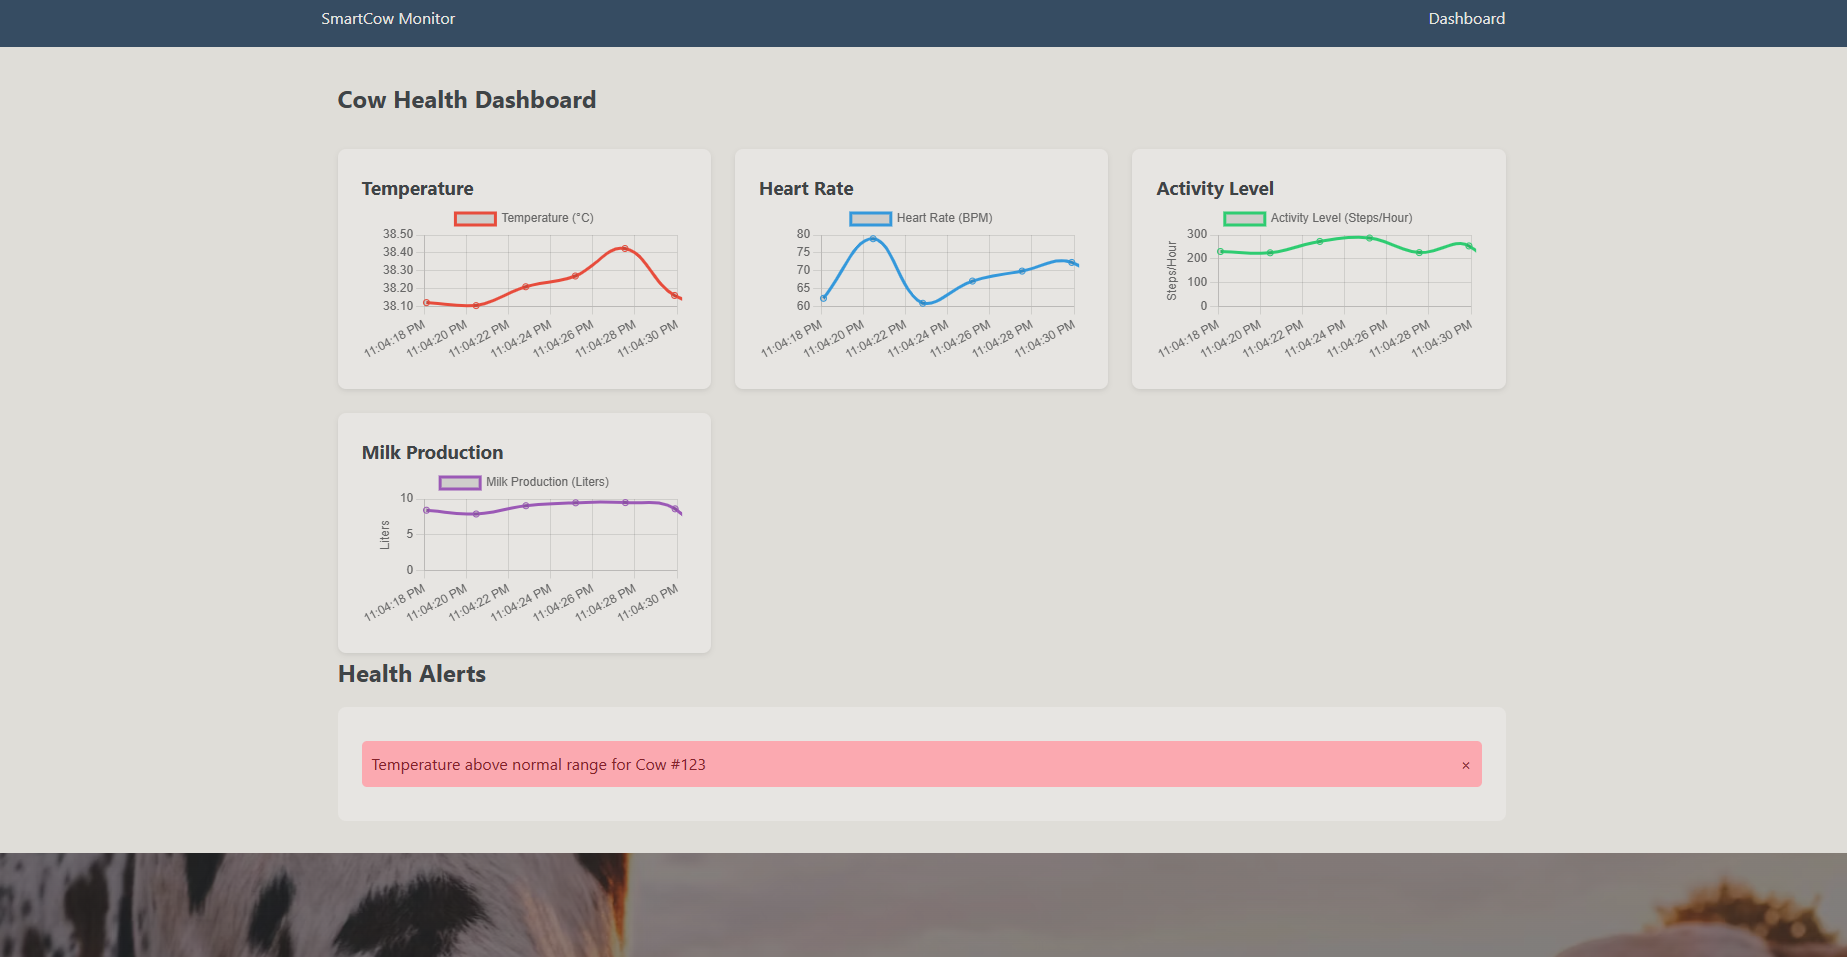 SmartCow Monitor
Dashboard
Cow Health Dashboard
Temperature
Temperature (°C)
38.50
38.40
38.30
38.20
38.10
11:04:18 PM
11:04:20 PM
11:04:22 PM
11:04:24 PM
11:04:26 PM
11:04:28 PM
11:04:30 PM
Heart Rate
Heart Rate (BPM)
80
75
70
65
60
11:04:18 PM
11:04:20 PM
11:04:22 PM
11:04:24 PM
11:04:26 PM
11:04:28 PM
11:04:30 PM
Activity Level
Activity Level (Steps/Hour)
Steps/Hour
300
200
100
0
11:04:18 PM
11:04:20 PM
11:04:22 PM
11:04:24 PM
11:04:26 PM
11:04:28 PM
11:04:30 PM
Milk Production
Milk Production (Liters)
Liters
10
5
0
11:04:18 PM
11:04:20 PM
11:04:22 PM
11:04:24 PM
11:04:26 PM
11:04:28 PM
11:04:30 PM
Health Alerts
Temperature above normal range for Cow #123 ×